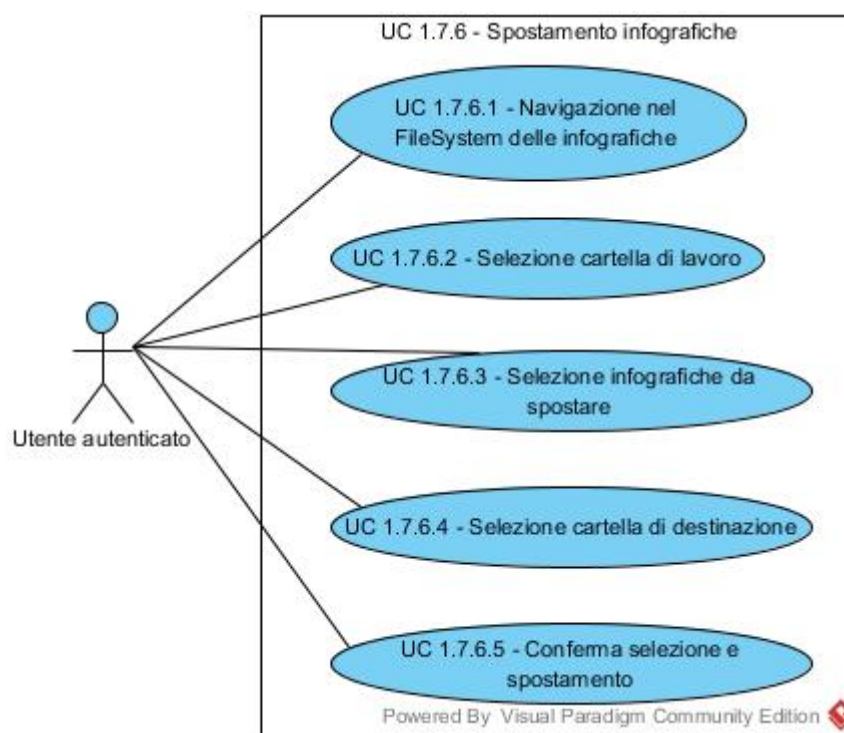 UC 1.7.6 - Spostamento infografiche
UC 1.7.6.1 - Navigazione nel
FileSystem delle infografiche
UC 1.7.6.2 - Selezione cartella di lavoro
UC 1.7.6.3 - Selezione infografiche da
spostare
Utente autenticato
UC 1.7.6.4 - Selezione cartella di destinazione
UC 1.7.6.5 - Conferma selezione e
spostamento
Powered By Visual Paradigm Community Edition